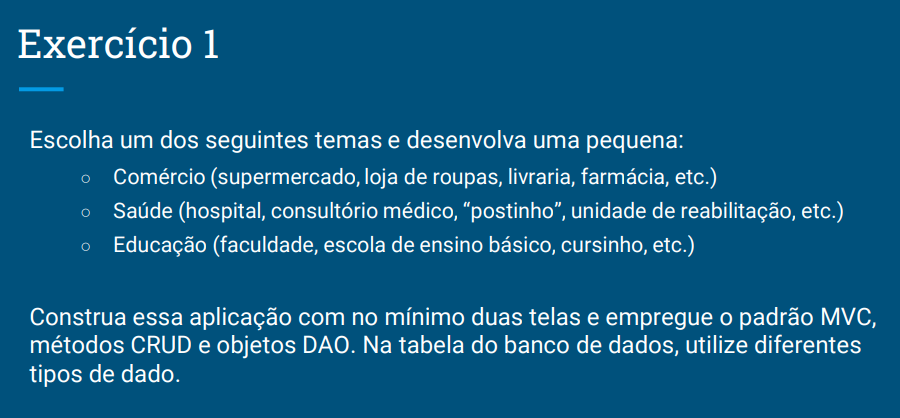 Exercício 1
Escolha um dos seguintes temas e desenvolva uma pequena:
○ Comércio (supermercado, loja de roupas, livraria, farmácia, etc.)
○ Saúde (hospital, consultório médico, “postinho”, unidade de reabilitação, etc.)
○ Educação (faculdade, escola de ensino básico, cursinho, etc.)
Construa essa aplicação com no mínimo duas telas e empregue o padrão MVC,
métodos CRUD e objetos DAO. Na tabela do banco de dados, utilize diferentes
tipos de dado.